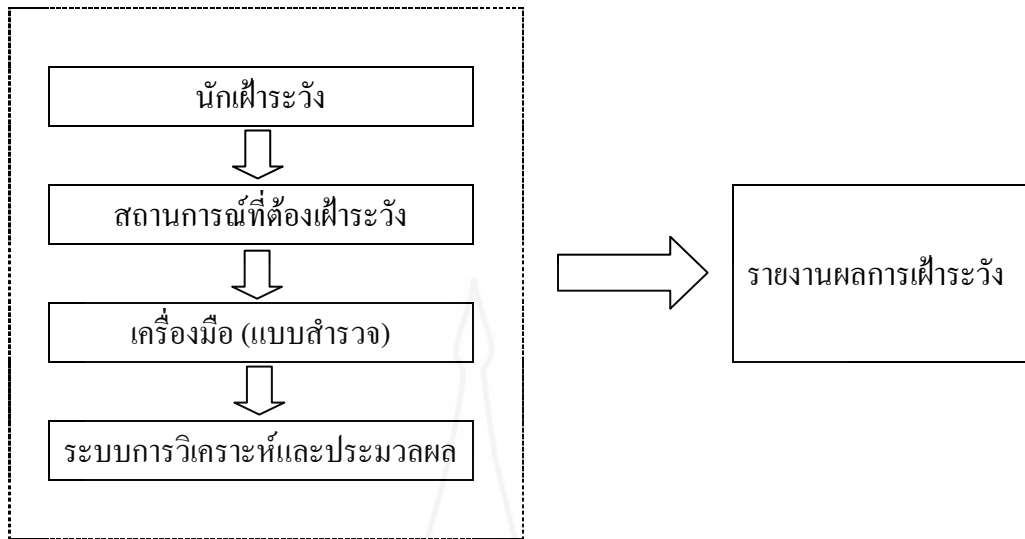 นักเฝ้าระวัง
สถานการณ์ที่ต้องเฝ้าระวัง
เครื่องมือ (แบบสำรวจ)
ระบบการวิเคราะห์และประมวลผล
รายงานผลการเฝ้าระวัง